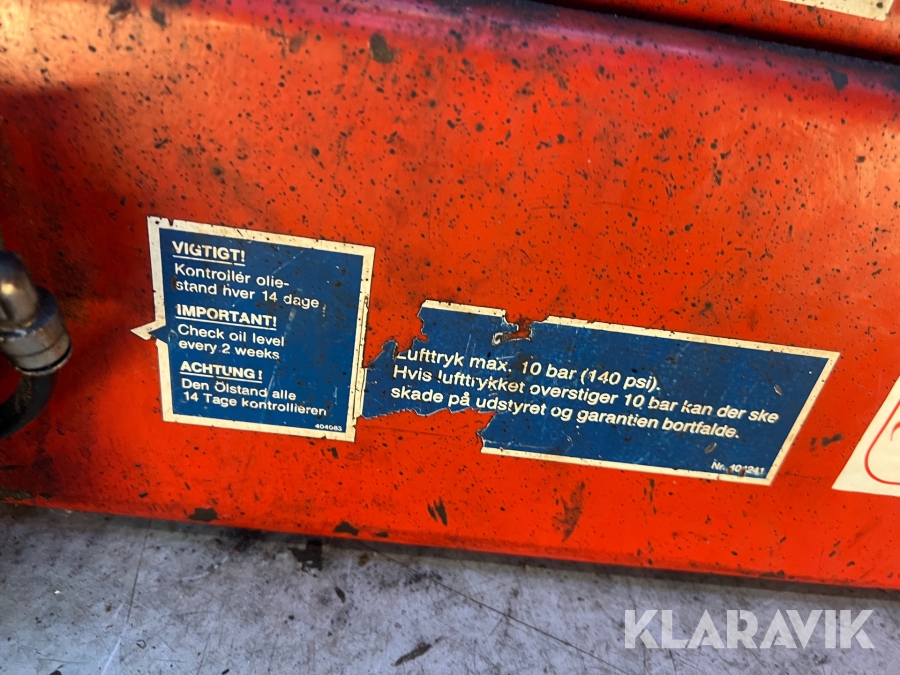 VIGTIGT!
Kontrollér olie-
stand hver 14 dage
IMPORTANT!
Check oil level
every 2 weeks
ACHTUNG!
Den Ölstand alle
14 Tage kontrollieren
404083
Lufttryk max. 10 bar (140 psi).
Hvis lufttrykket overstiger 10 bar kan der ske
skade på udstyret og garantien bortfalde.
Nr. 404241
KLARAVIK